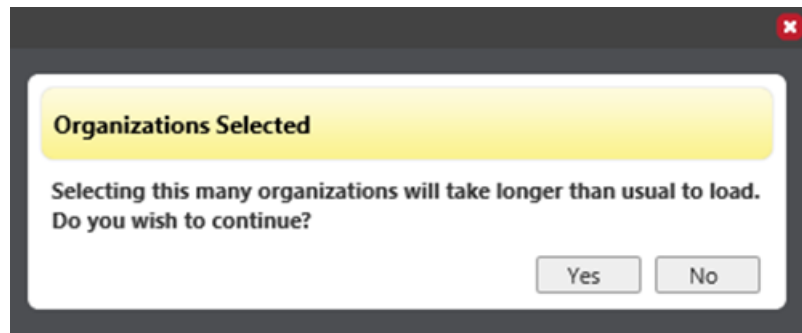 Organizations Selected
Selecting this many organizations will take longer than usual to load.
Do you wish to continue?
Yes No